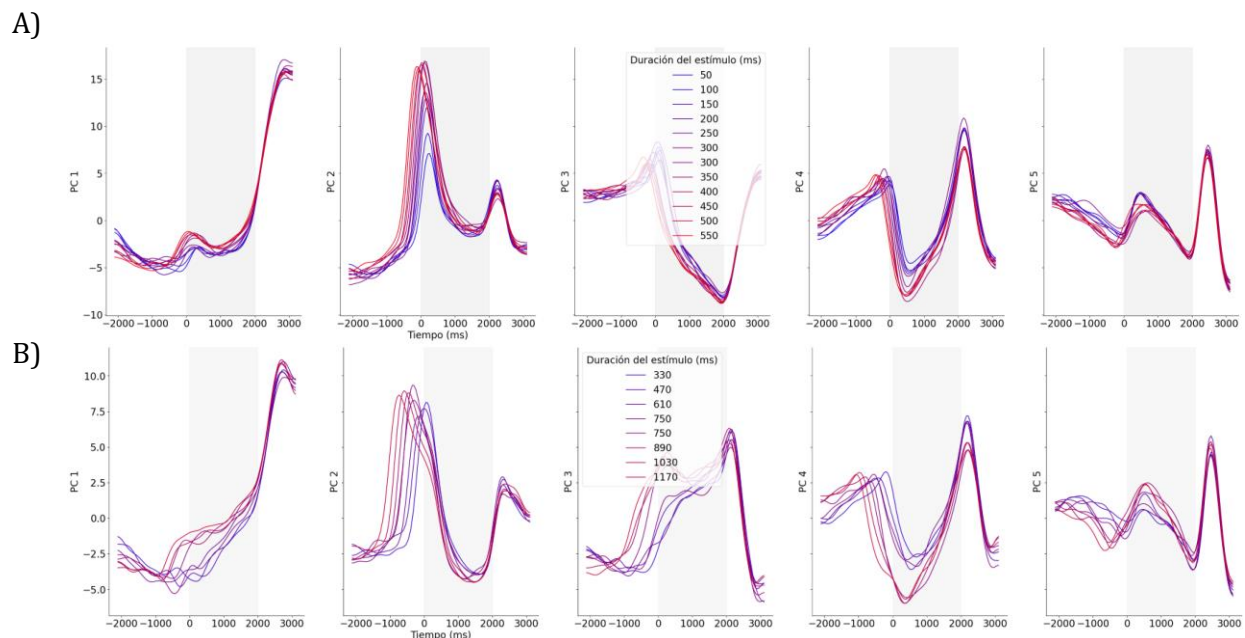 A)
Duración del estímulo (ms)
50
100
150
200
250
300
300
350
400
450
500
550
PC 1
PC 2
PC 3
PC 4
PC 5
15
10
5
0
−5
−10
−2000 −1000 0 1000 2000 3000
−2000 −1000 0 1000 2000 3000
−2000 −1000 0 1000 2000 3000
−2000 −1000 0 1000 2000 3000
−2000 −1000 0 1000 2000 3000
Tiempo (ms)
B)
Duración del estímulo (ms)
330
470
610
750
750
890
1030
1170
PC 1
PC 2
PC 3
PC 4
PC 5
10.0
7.5
5.0
2.5
0.0
−2.5
−5.0
−2000 −1000 0 1000 2000 3000
−2000 −1000 0 1000 2000 3000
−2000 −1000 0 1000 2000 3000
−2000 −1000 0 1000 2000 3000
−2000 −1000 0 1000 2000 3000
Tiempo (ms)